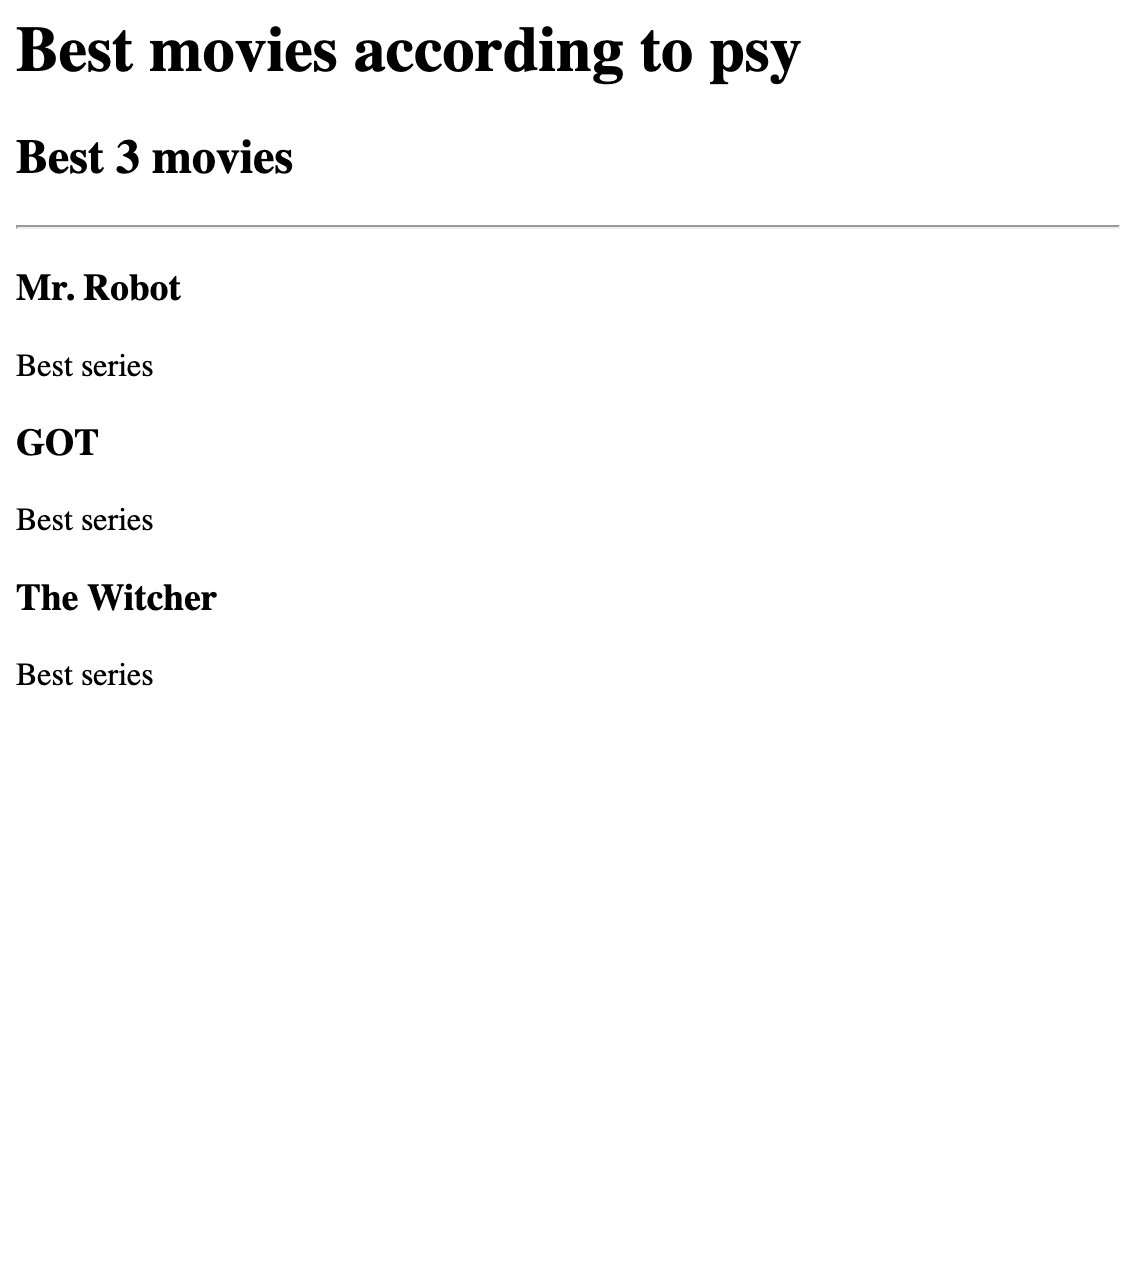 Best movies according to psy
Best 3 movies
Mr. Robot
Best series
GOT
Best series
The Witcher
Best series